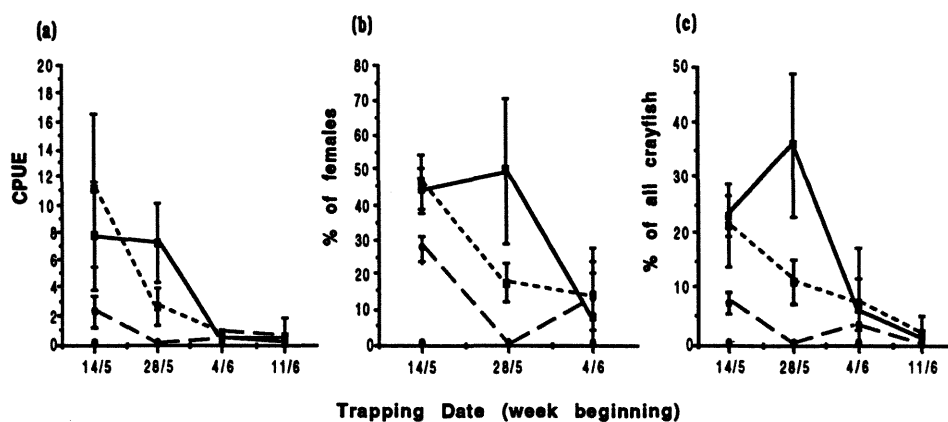 (a)
(b)
(c)
CPUE
20
18
16
14
12
10
8
6
4
2
0
14/5 28/5 4/6 11/6
% of females
80
70
60
50
40
30
20
10
0
14/5 28/5 4/6
% of all crayfish
50
40
30
20
10
0
14/5 28/5 4/6 11/6
Trapping Date (week beginning)